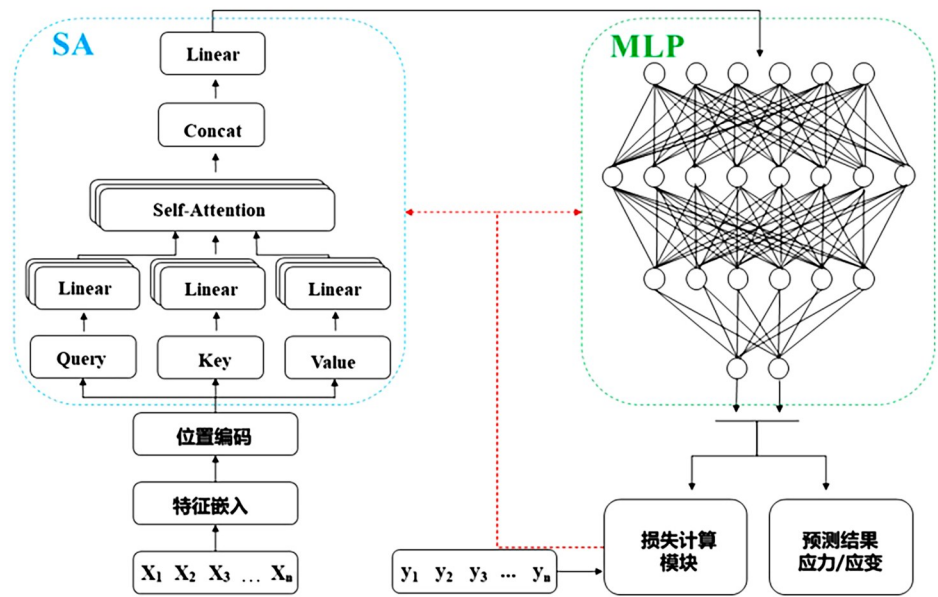 SA
Linear
Concat
Self-Attention
Linear
Linear
Linear
Query
Key
Value
位置编码
特征嵌入
X₁ X₂ X₃ … Xₙ
MLP
y₁ y₂ y₃ ··· yₙ
损失计算
模块
预测结果
应力/应变